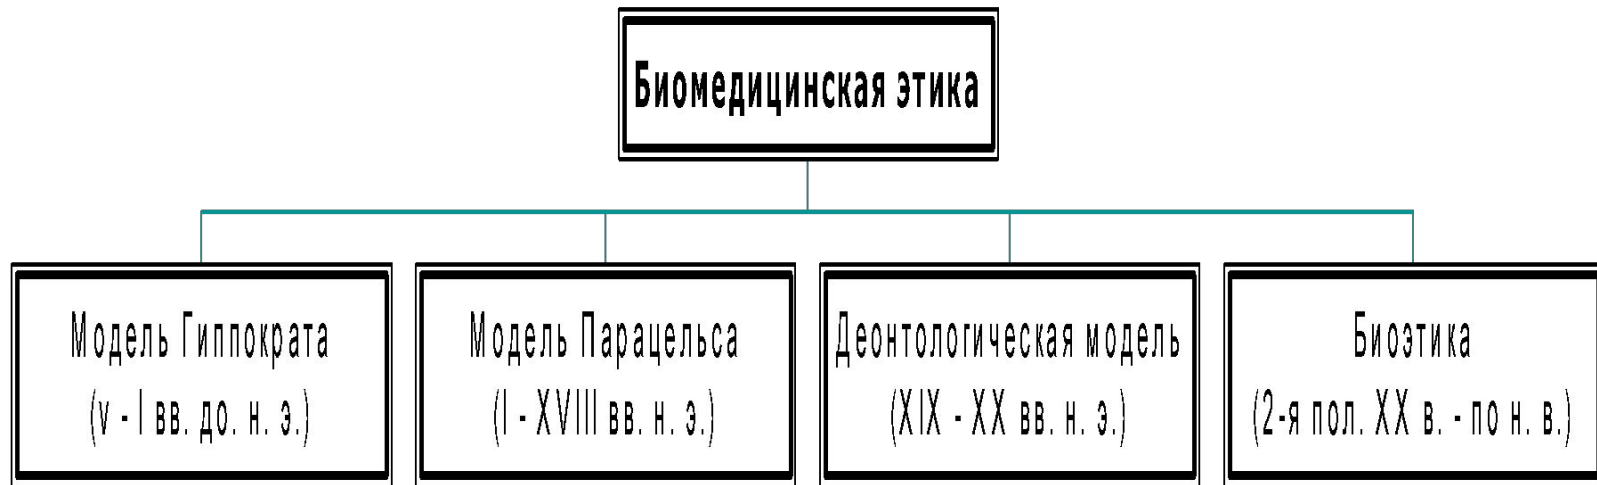 Биомедицинская этика
Модель Гиппократа
(v - I вв. до. н. э.)
Модель Парацельса
(I - XVIII вв. н. э.)
Деонтологическая модель
(XIX - XX вв. н. э.)
Биоэтика
(2-я пол. XX в. - по н. в.)